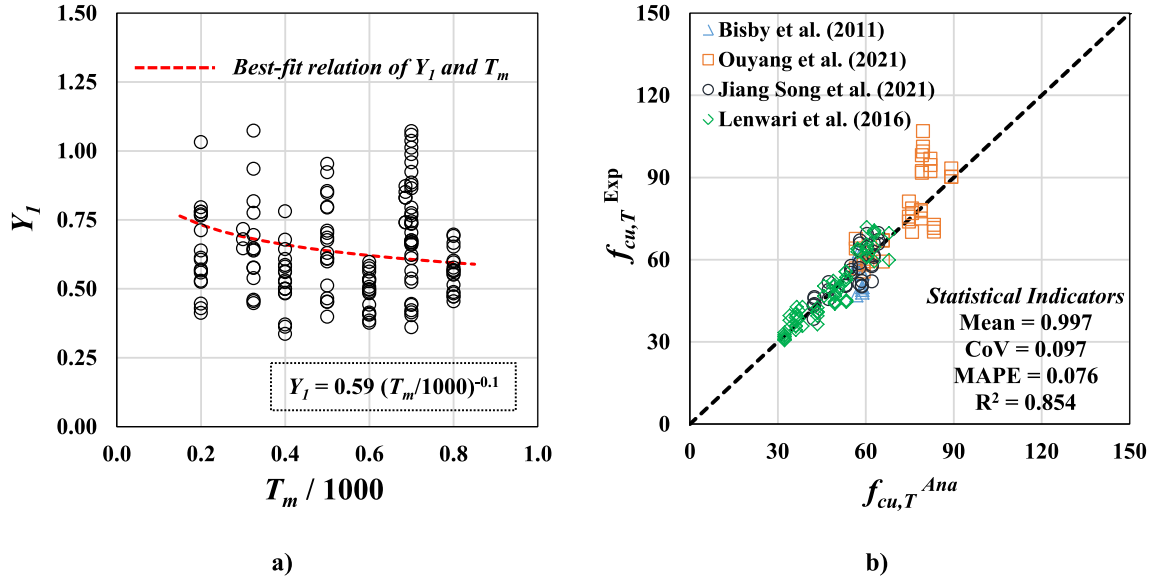 1.50
1.25
1.00
0.75
0.50
0.25
0.00
Y1
Best-fit relation of Y1 and Tm
Y1 = 0.59 (Tm/1000)-0.1
0.0 0.2 0.4 0.6 0.8 1.0
Tm / 1000
a)
150
120
90
60
30
0
fcu,T Exp
Bisby et al. (2011)
Ouyang et al. (2021)
Jiang Song et al. (2021)
Lenwari et al. (2016)
Statistical Indicators
Mean = 0.997
CoV = 0.097
MAPE = 0.076
R2 = 0.854
0 30 60 90 120 150
fcu,T Ana
b)